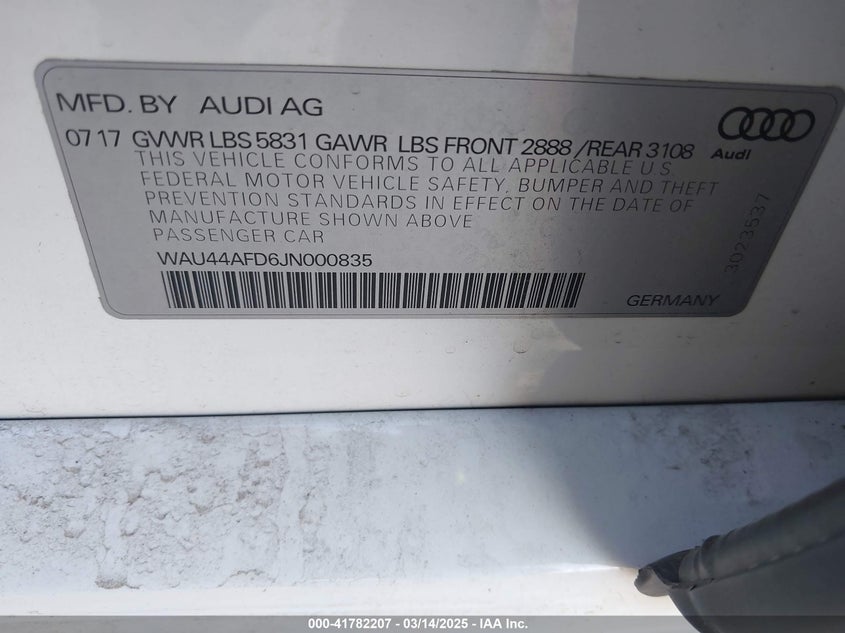 MFD. BY AUDI AG
07 17 GVWR LBS 5831 GAWR LBS FRONT 2888 /REAR 3108
Audi
THIS VEHICLE CONFORMS TO ALL APPLICABLE U.S.
FEDERAL MOTOR VEHICLE SAFETY, BUMPER AND THEFT
PREVENTION STANDARDS IN EFFECT ON THE DATE OF
MANUFACTURE SHOWN ABOVE
PASSENGER CAR
3023537
WAU44AFD6JN000835
GERMANY
000-41782207 - 03/14/2025 - IAA Inc.